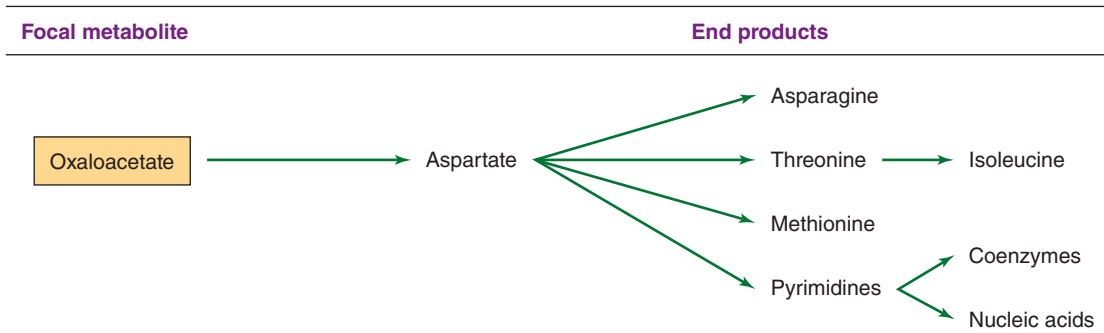 Focal metabolite
End products
Asparagine
Oxaloacetate
Aspartate
Threonine
Isoleucine
Methionine
Coenzymes
Pyrimidines
Nucleic acids